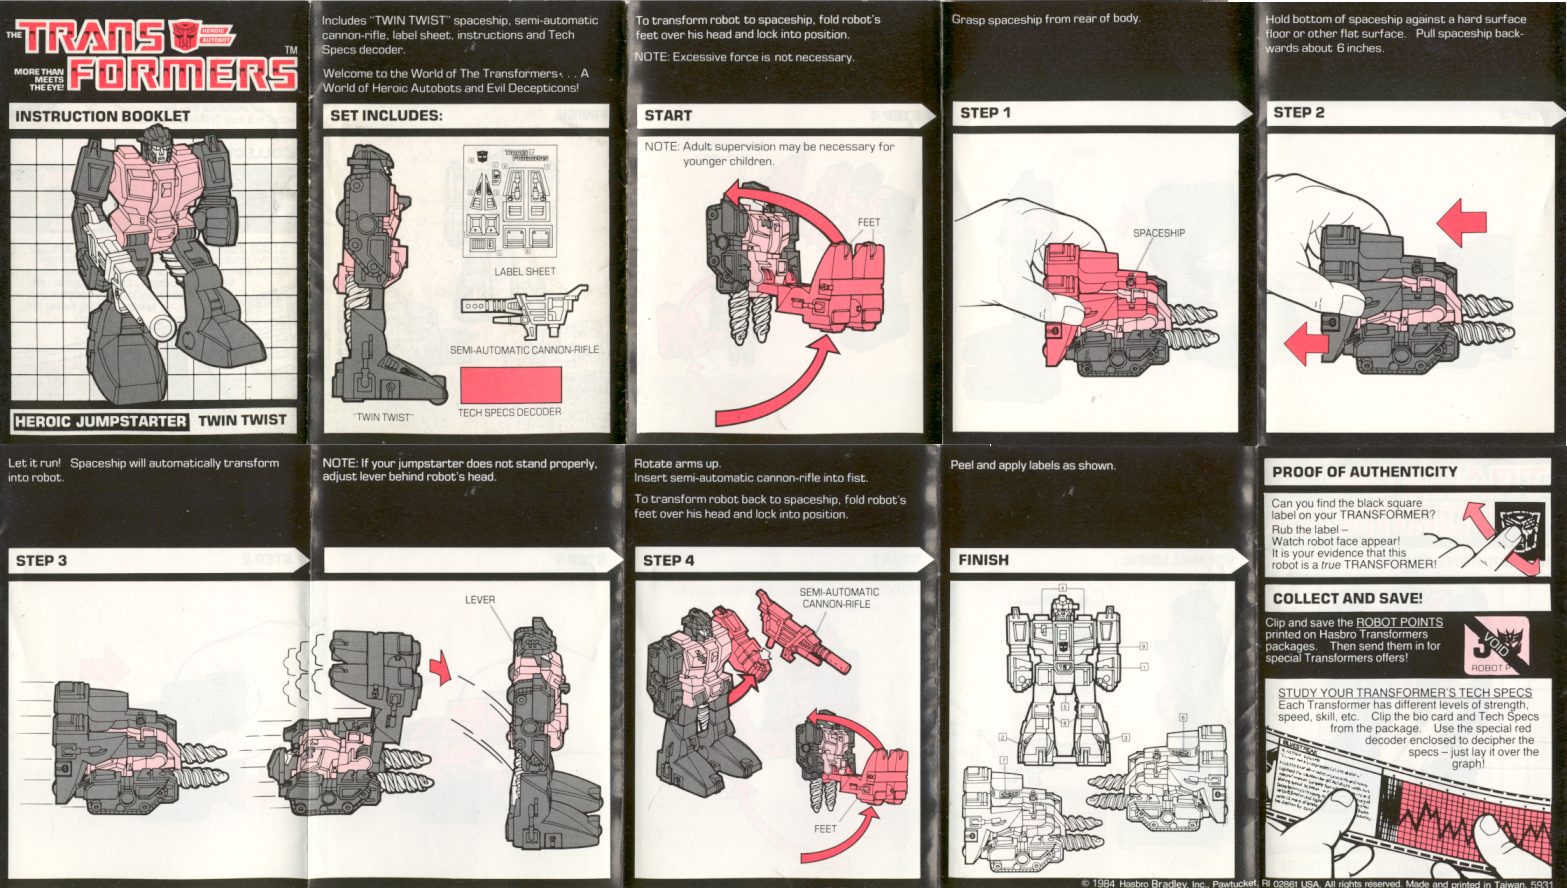 THE TRANSFORMERS
HEROIC
AUTOBOT
TM
MORE THAN
MEETS
THE EYE!
INSTRUCTION BOOKLET
HEROIC JUMPSTARTER TWIN TWIST
Includes "TWIN TWIST" spaceship, semi-automatic
cannon-rifle, label sheet, instructions and Tech
Specs decoder.
Welcome to the World of The Transformers . . . A
World of Heroic Autobots and Evil Decepticons!
SET INCLUDES:
TRANSFORMERS
LABEL SHEET
SEMI-AUTOMATIC CANNON-RIFLE
"TWIN TWIST"
TECH SPECS DECODER
To transform robot to spaceship, fold robot's
feet over his head and lock into position.
NOTE: Excessive force is not necessary.
START
NOTE: Adult supervision may be necessary for
younger children.
FEET
Grasp spaceship from rear of body.
STEP 1
SPACESHIP
Hold bottom of spaceship against a hard surface
floor or other flat surface. Pull spaceship back-
wards about 6 inches.
STEP 2
Let it run! Spaceship will automatically transform
into robot.
STEP 3
NOTE: If your jumpstarter does not stand properly,
adjust lever behind robot's head.
LEVER
Rotate arms up.
Insert semi-automatic cannon-rifle into fist.
To transform robot back to spaceship, fold robot's
feet over his head and lock into position.
STEP 4
SEMI-AUTOMATIC
CANNON-RIFLE
FEET
Peel and apply labels as shown.
FINISH
4
9
1
5
8
2
3
6
7
PROOF OF AUTHENTICITY
Can you find the black square
label on your TRANSFORMER?
Rub the label –
Watch robot face appear!
It is your evidence that this
robot is a true TRANSFORMER!
COLLECT AND SAVE!
Clip and save the ROBOT POINTS
printed on Hasbro Transformers
packages. Then send them in for
special Transformers offers!
VOID
ROBOT P
STUDY YOUR TRANSFORMER'S TECH SPECS
Each Transformer has different levels of strength,
speed, skill, etc. Clip the bio card and Tech Specs
from the package. Use the special red
decoder enclosed to decipher the
specs – just lay it over the
graph!
BLUESTREAK
© 1984 Hasbro Bradley, Inc., Pawtucket, RI 02861 USA. All rights reserved. Made and printed in Taiwan. 5931